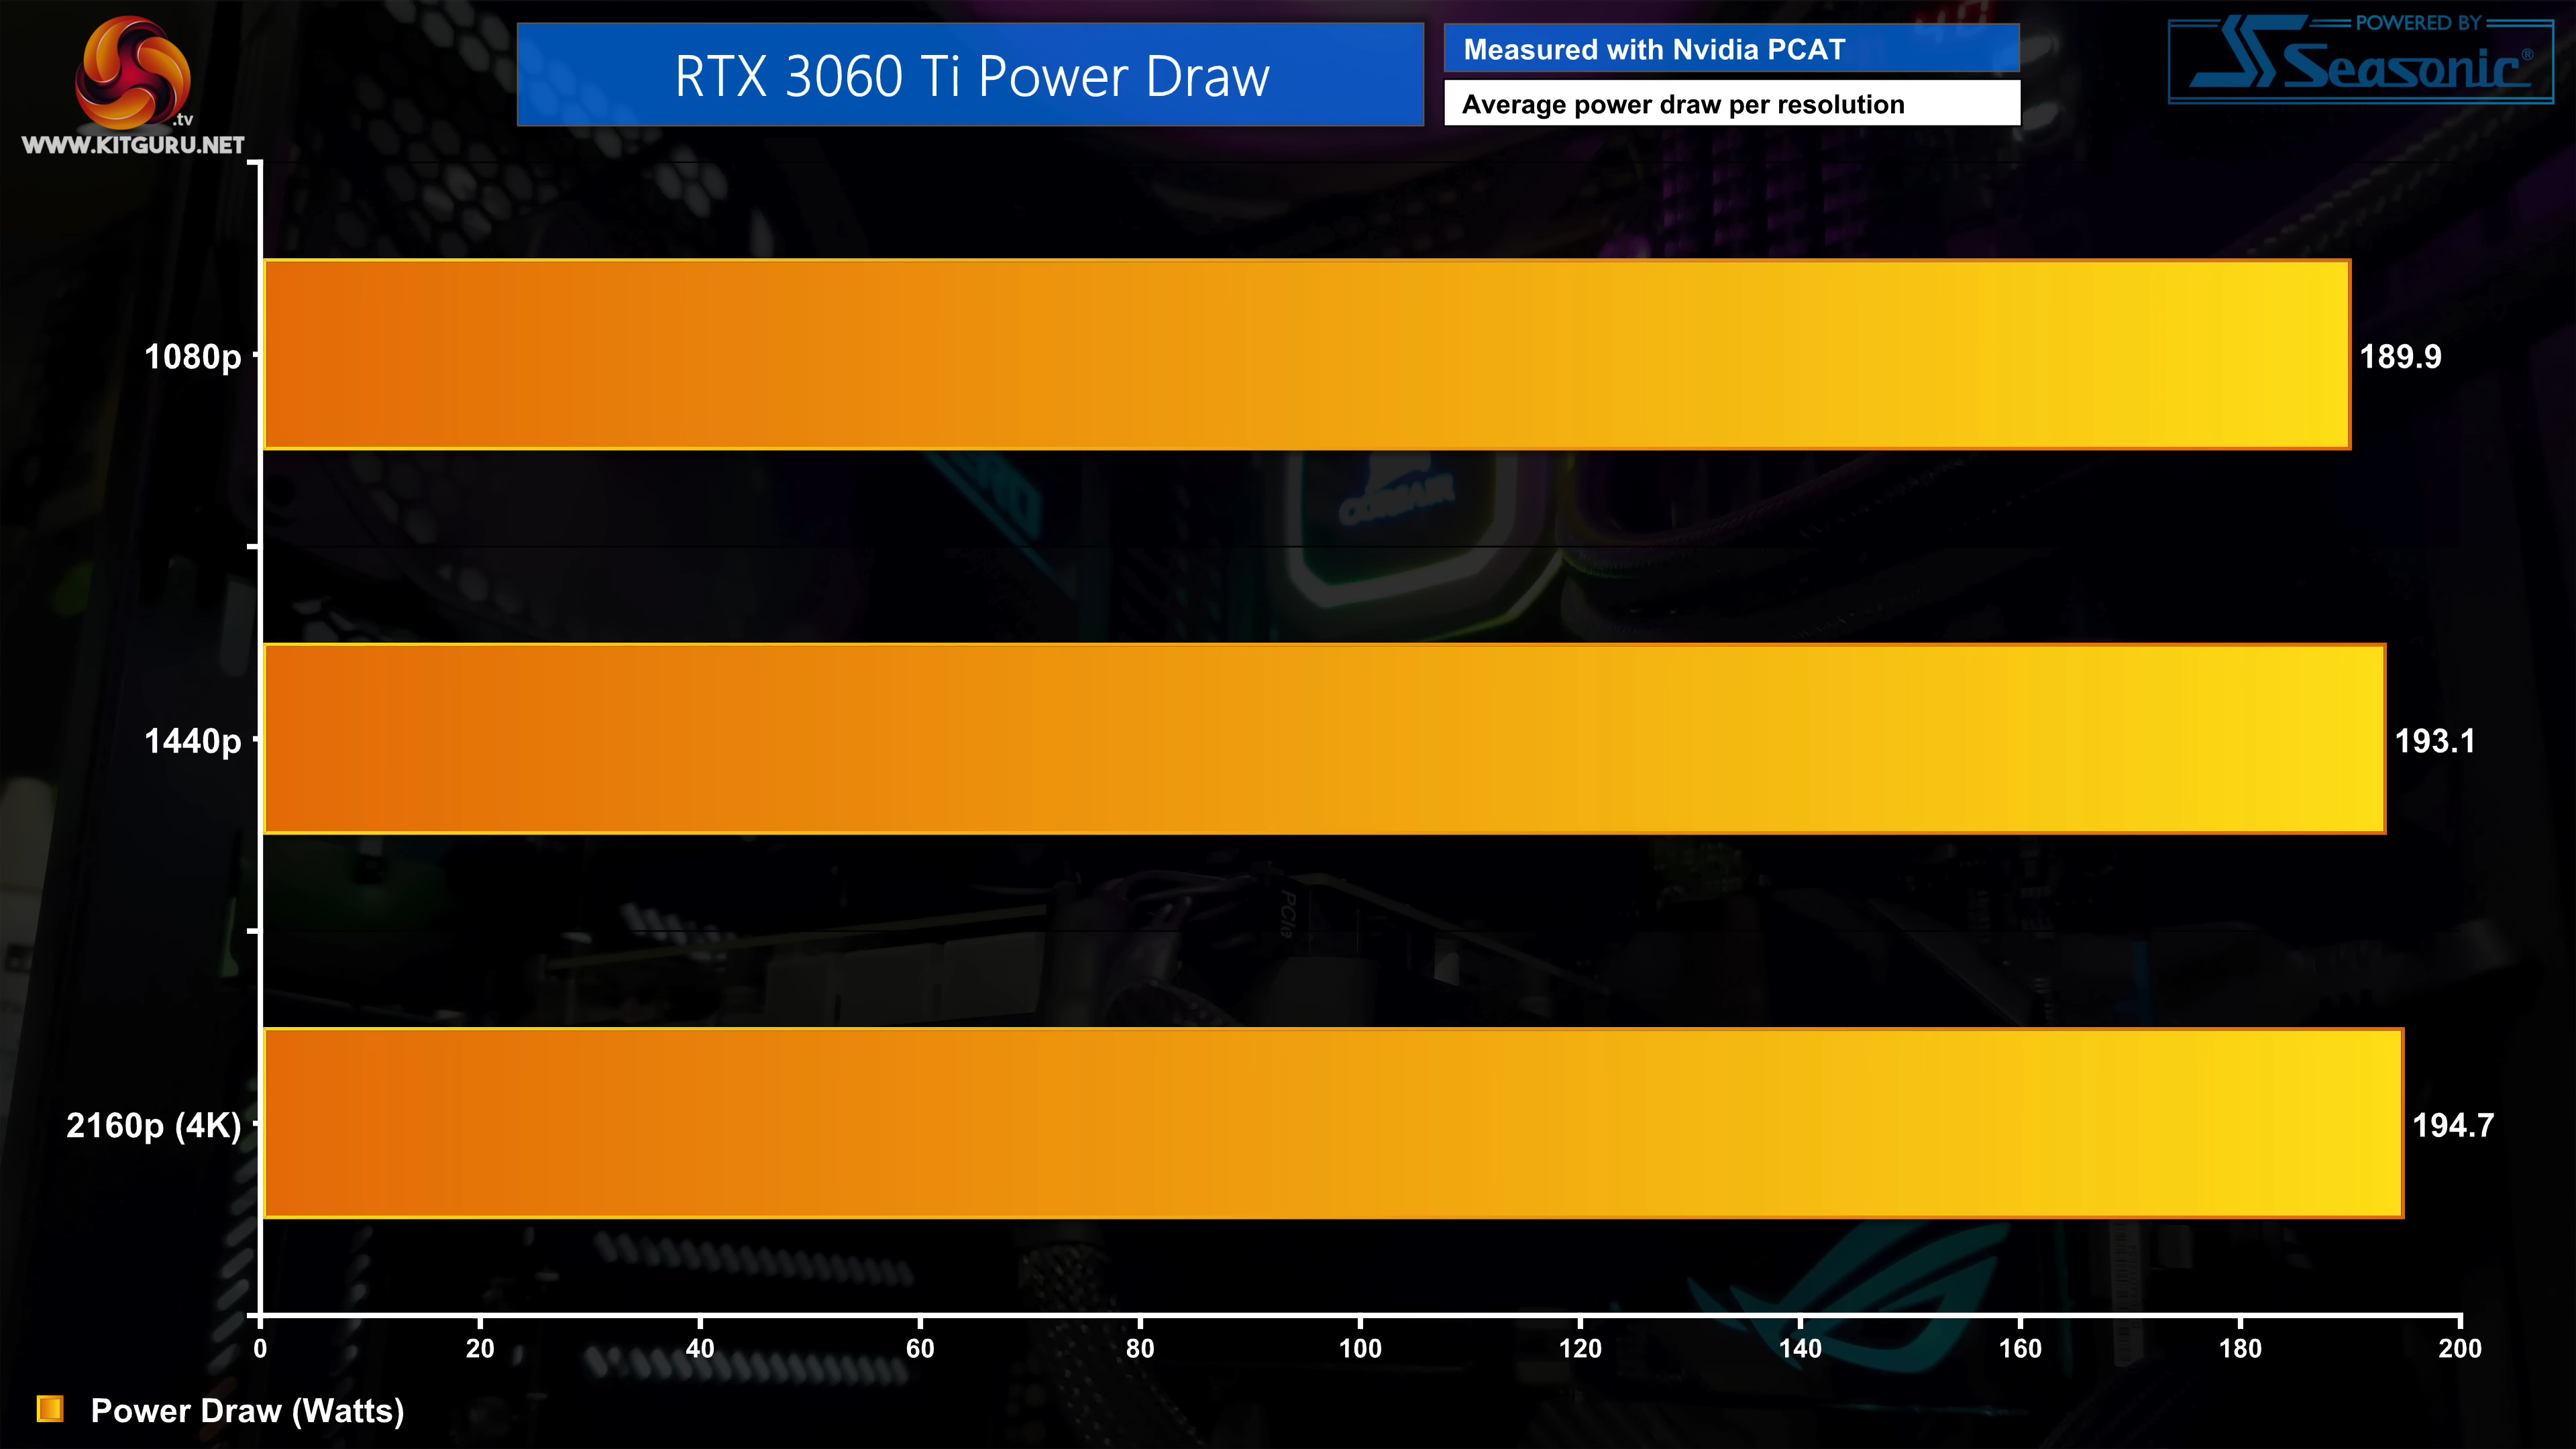 .tv
WWW.KITGURU.NET
RTX 3060 Ti Power Draw
Measured with Nvidia PCAT
Average power draw per resolution
POWERED BY
Seasonic®
1080p
189.9
CORSAIR
1440p
193.1
PCIe
2160p (4K)
194.7
0 20 40 60 80 100 120 140 160 180 200
Power Draw (Watts)